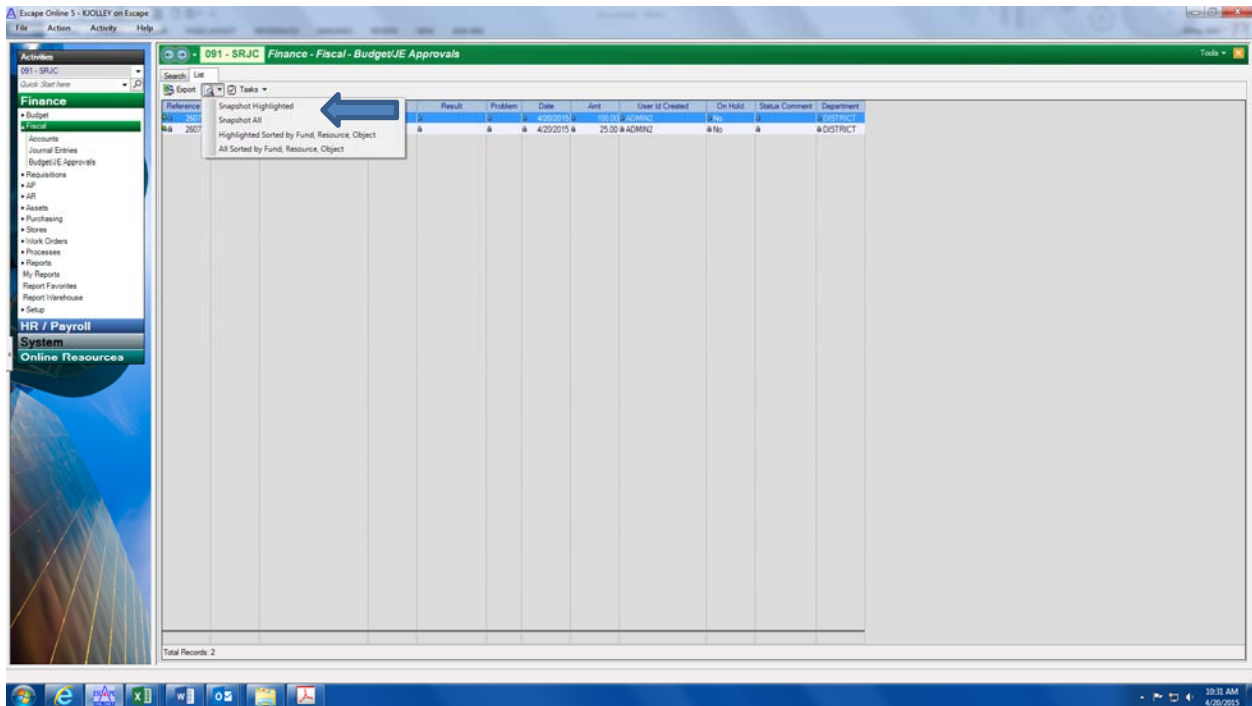 Escape Online 5 - KJOLLEY on Escape
File Action Activity Help
Activities
091 - SRJC
Quick Start here
Finance
Budget
Fiscal
Accounts
Journal Entries
Budget/JE Approvals
Requisitions
AP
AR
Assets
Purchasing
Stores
Work Orders
Processes
Reports
My Reports
Report Favorites
Report Warehouse
Setup
HR / Payroll
System
Online Resources
091 - SRJC Finance - Fiscal - Budget/JE Approvals
Tools
Search List
Export Tasks
Snapshot Highlighted
Snapshot All
Highlighted Sorted by Fund, Resource, Object
All Sorted by Fund, Resource, Object
Reference Result Problem Date Amt User Id Created On Hold Status Comment Department
2607 4/20/2015 100.00 ADMIN2 No DISTRICT
2607 4/20/2015 25.00 ADMIN2 No DISTRICT
Total Records: 2
10:31 AM
4/20/2015